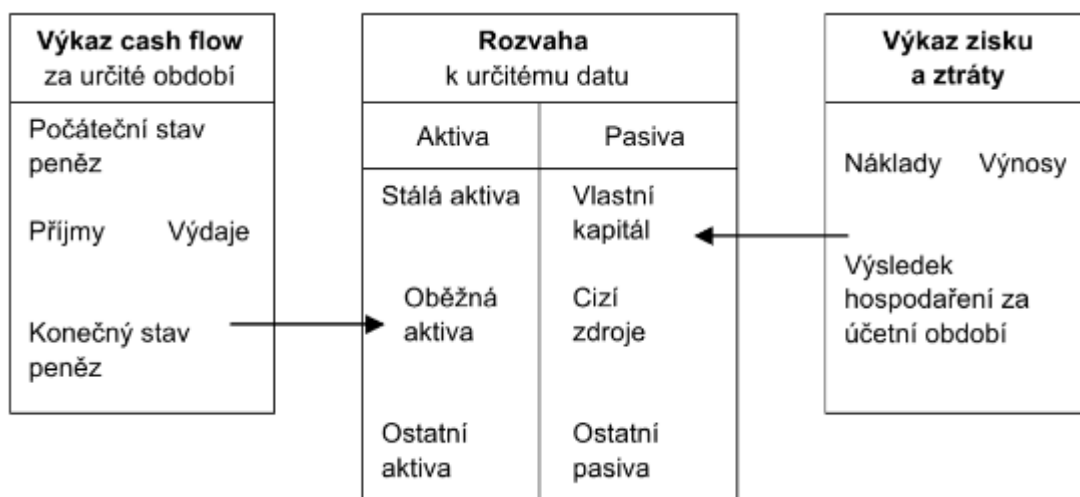 Výkaz cash flow
za určité období
Počáteční stav
peněz
Příjmy Výdaje
Konečný stav
peněz
Rozvaha
k určitému datu
Aktiva Pasiva
Stálá aktiva
Vlastní
kapitál
Oběžná
aktiva
Cizí
zdroje
Ostatní
aktiva
Ostatní
pasiva
Výkaz zisku
a ztráty
Náklady Výnosy
Výsledek
hospodaření za
účetní období